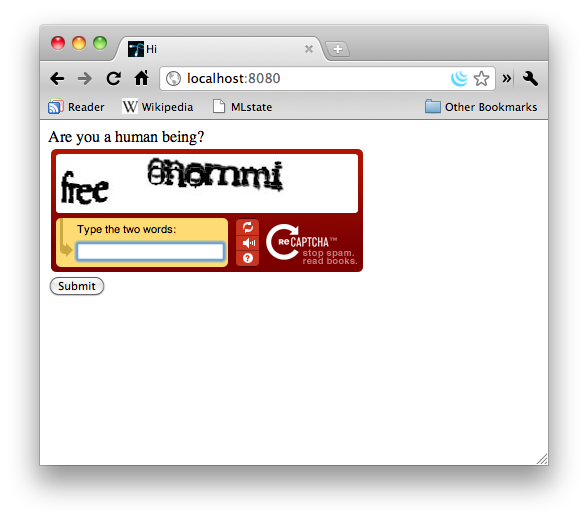 Hi
localhost:8080
Reader Wikipedia MLstate Other Bookmarks
Are you a human being?
free
Type the two words:
reCAPTCHA™
stop spam.
read books.
Submit